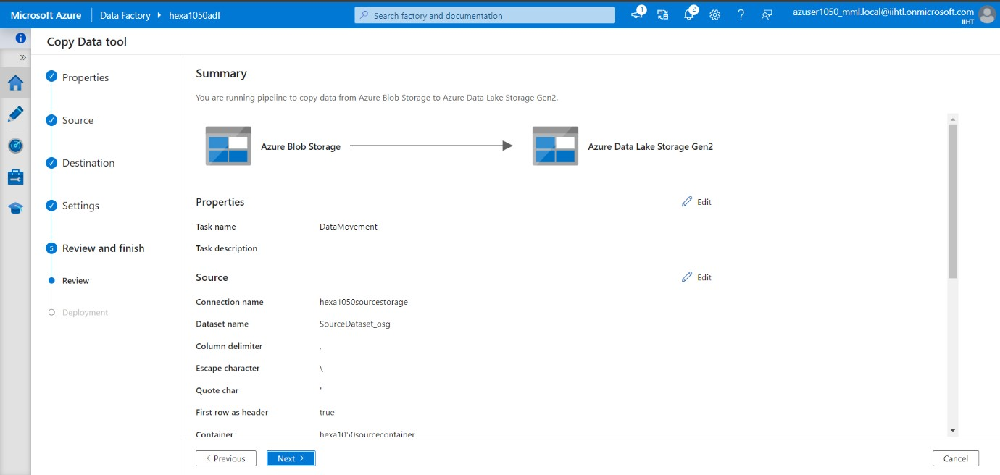 Microsoft Azure | Data Factory ▸ hexa1050adf
Search factory and documentation
1
2
azuser1050_mml.local@iihtl.onmicrosoft.com
IIHT
Copy Data tool
»
Properties
Source
Destination
Settings
5 Review and finish
Review
Deployment
Summary
You are running pipeline to copy data from Azure Blob Storage to Azure Data Lake Storage Gen2.
Azure Blob Storage
Azure Data Lake Storage Gen2
Properties
Edit
Task name DataMovement
Task description
Source
Edit
Connection name hexa1050sourcestorage
Dataset name SourceDataset_osg
Column delimiter ,
Escape character \
Quote char "
First row as header true
Container hexa1050sourcecontainer
< Previous
Next >
Cancel